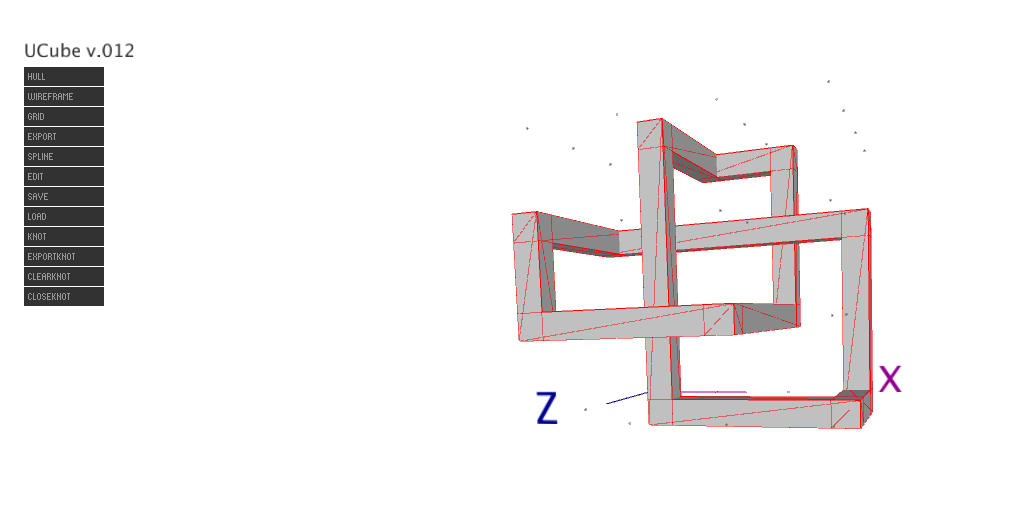 UCube v.012
HULL
WIREFRAME
GRID
EXPORT
SPLINE
EDIT
SAVE
LOAD
KNOT
EXPORTKNOT
CLEARKNOT
CLOSEKNOT
X
Z